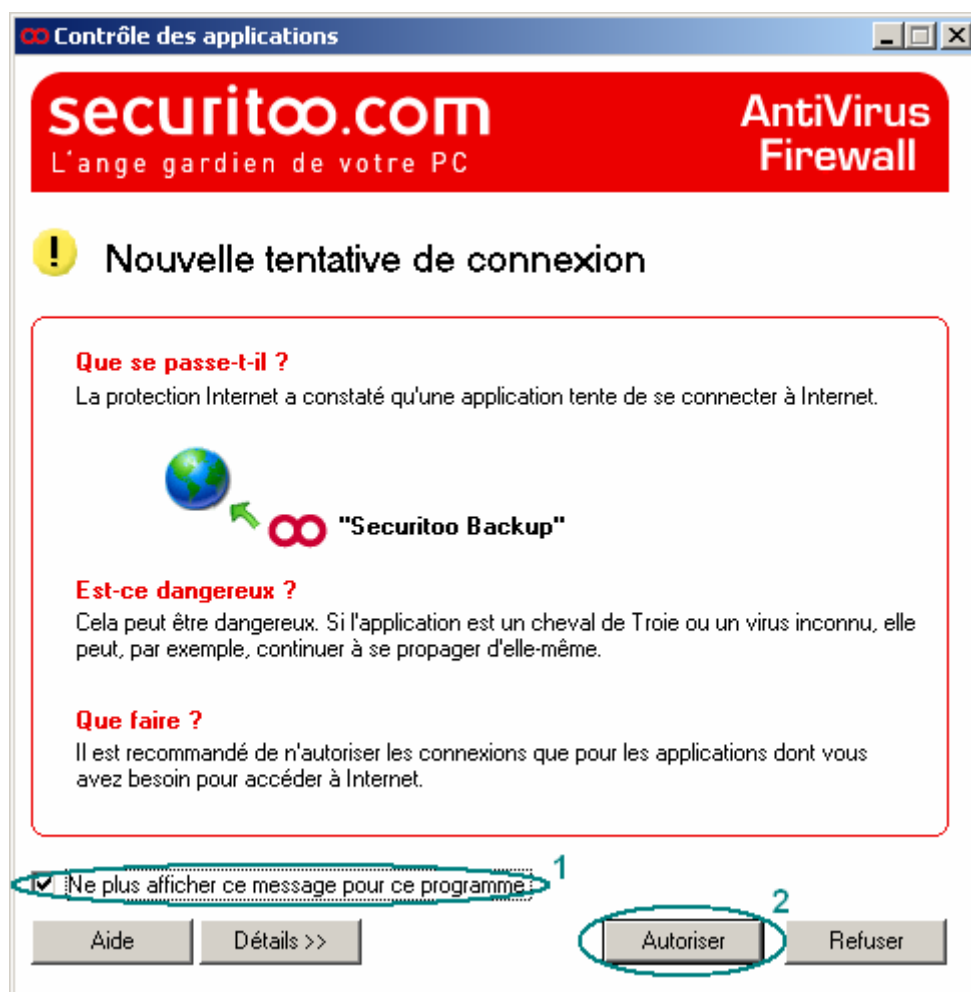 Contrôle des applications
securitoo.com
L'ange gardien de votre PC
AntiVirus
Firewall
! Nouvelle tentative de connexion
Que se passe-t-il ?
La protection Internet a constaté qu'une application tente de se connecter à Internet.
"Securitoo Backup"
Est-ce dangereux ?
Cela peut être dangereux. Si l'application est un cheval de Troie ou un virus inconnu, elle
peut, par exemple, continuer à se propager d'elle-même.
Que faire ?
Il est recommandé de n'autoriser les connexions que pour les applications dont vous
avez besoin pour accéder à Internet.
Ne plus afficher ce message pour ce programme. 1
2
Aide Détails >> Autoriser Refuser